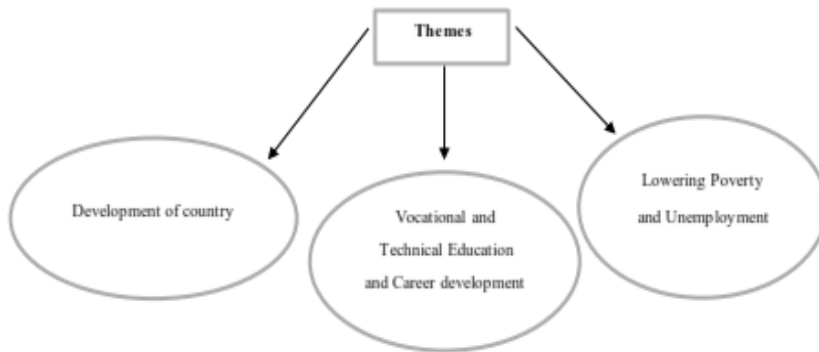 Themes
Development of country
Vocational and
Technical Education
and Career development
Lowering Poverty
and Unemployment